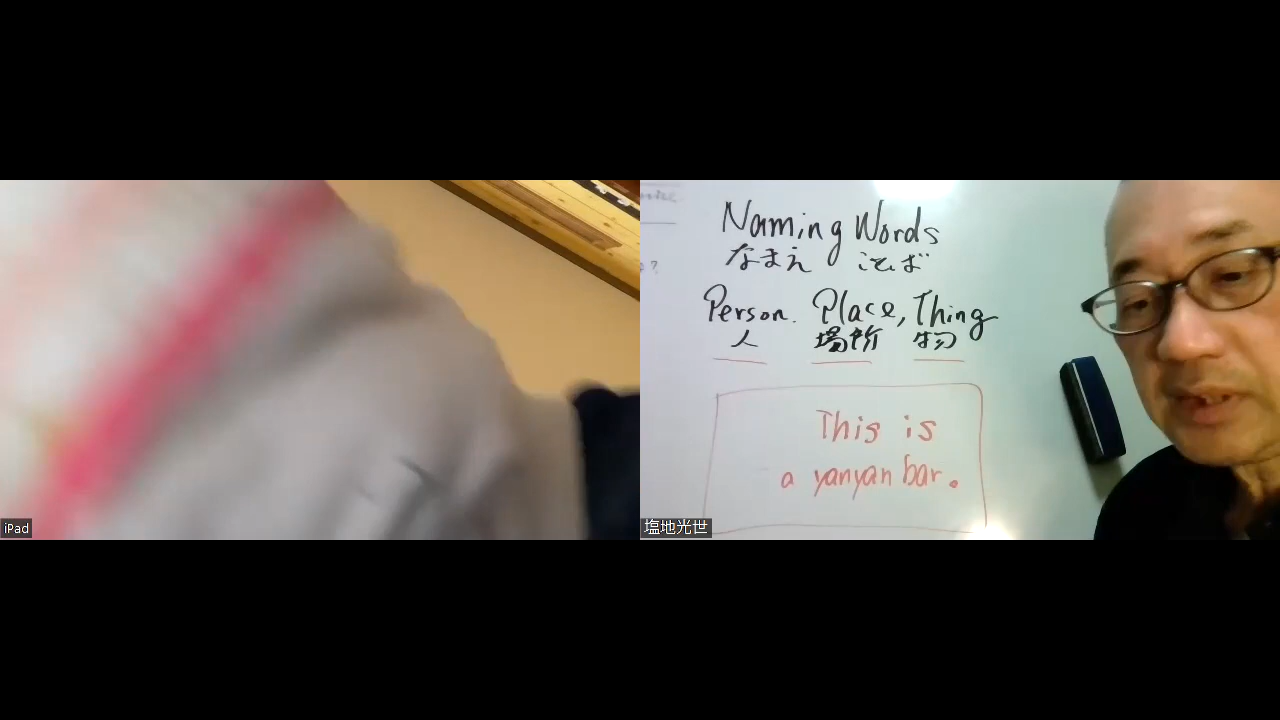 Naming Words
なまえ ことば
Person. Place, Thing
人 場所 物
This is
a yanyan bar.
iPad
塩地光世